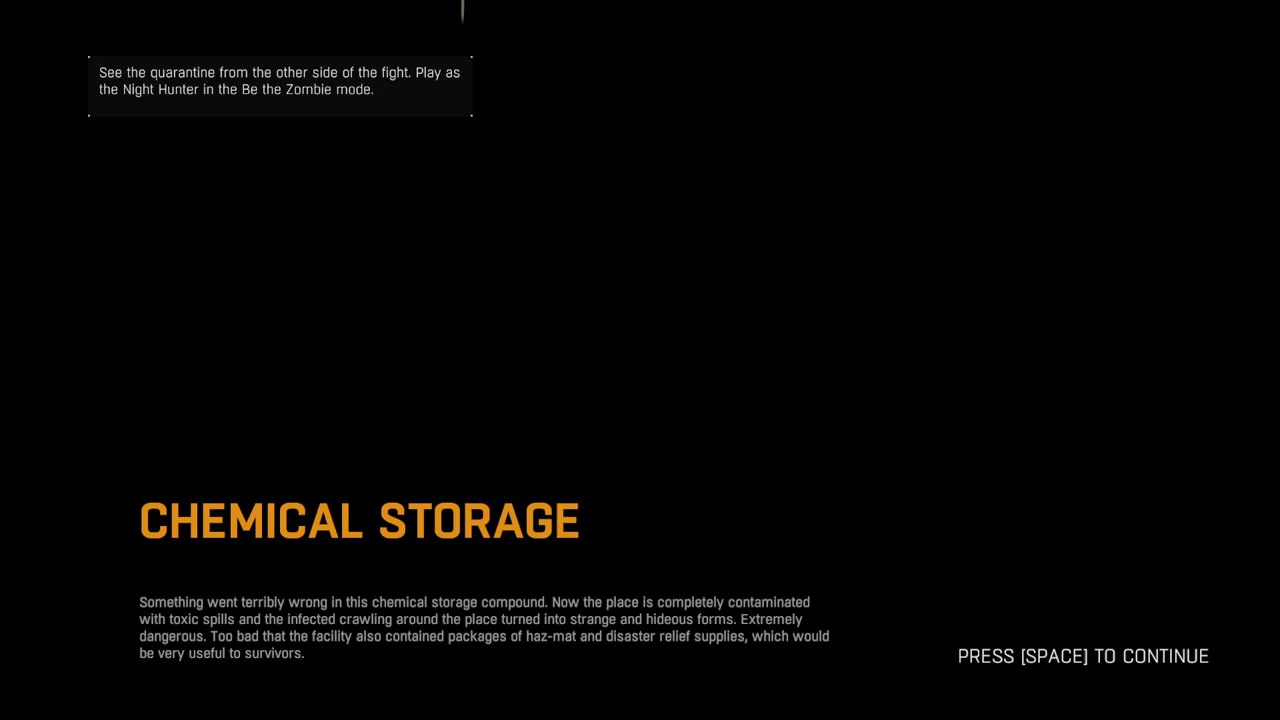 See the quarantine from the other side of the fight. Play as
the Night Hunter in the Be the Zombie mode.
CHEMICAL STORAGE
Something went terribly wrong in this chemical storage compound. Now the place is completely contaminated
with toxic spills and the infected crawling around the place turned into strange and hideous forms. Extremely
dangerous. Too bad that the facility also contained packages of haz-mat and disaster relief supplies, which would
be very useful to survivors.
PRESS [SPACE] TO CONTINUE